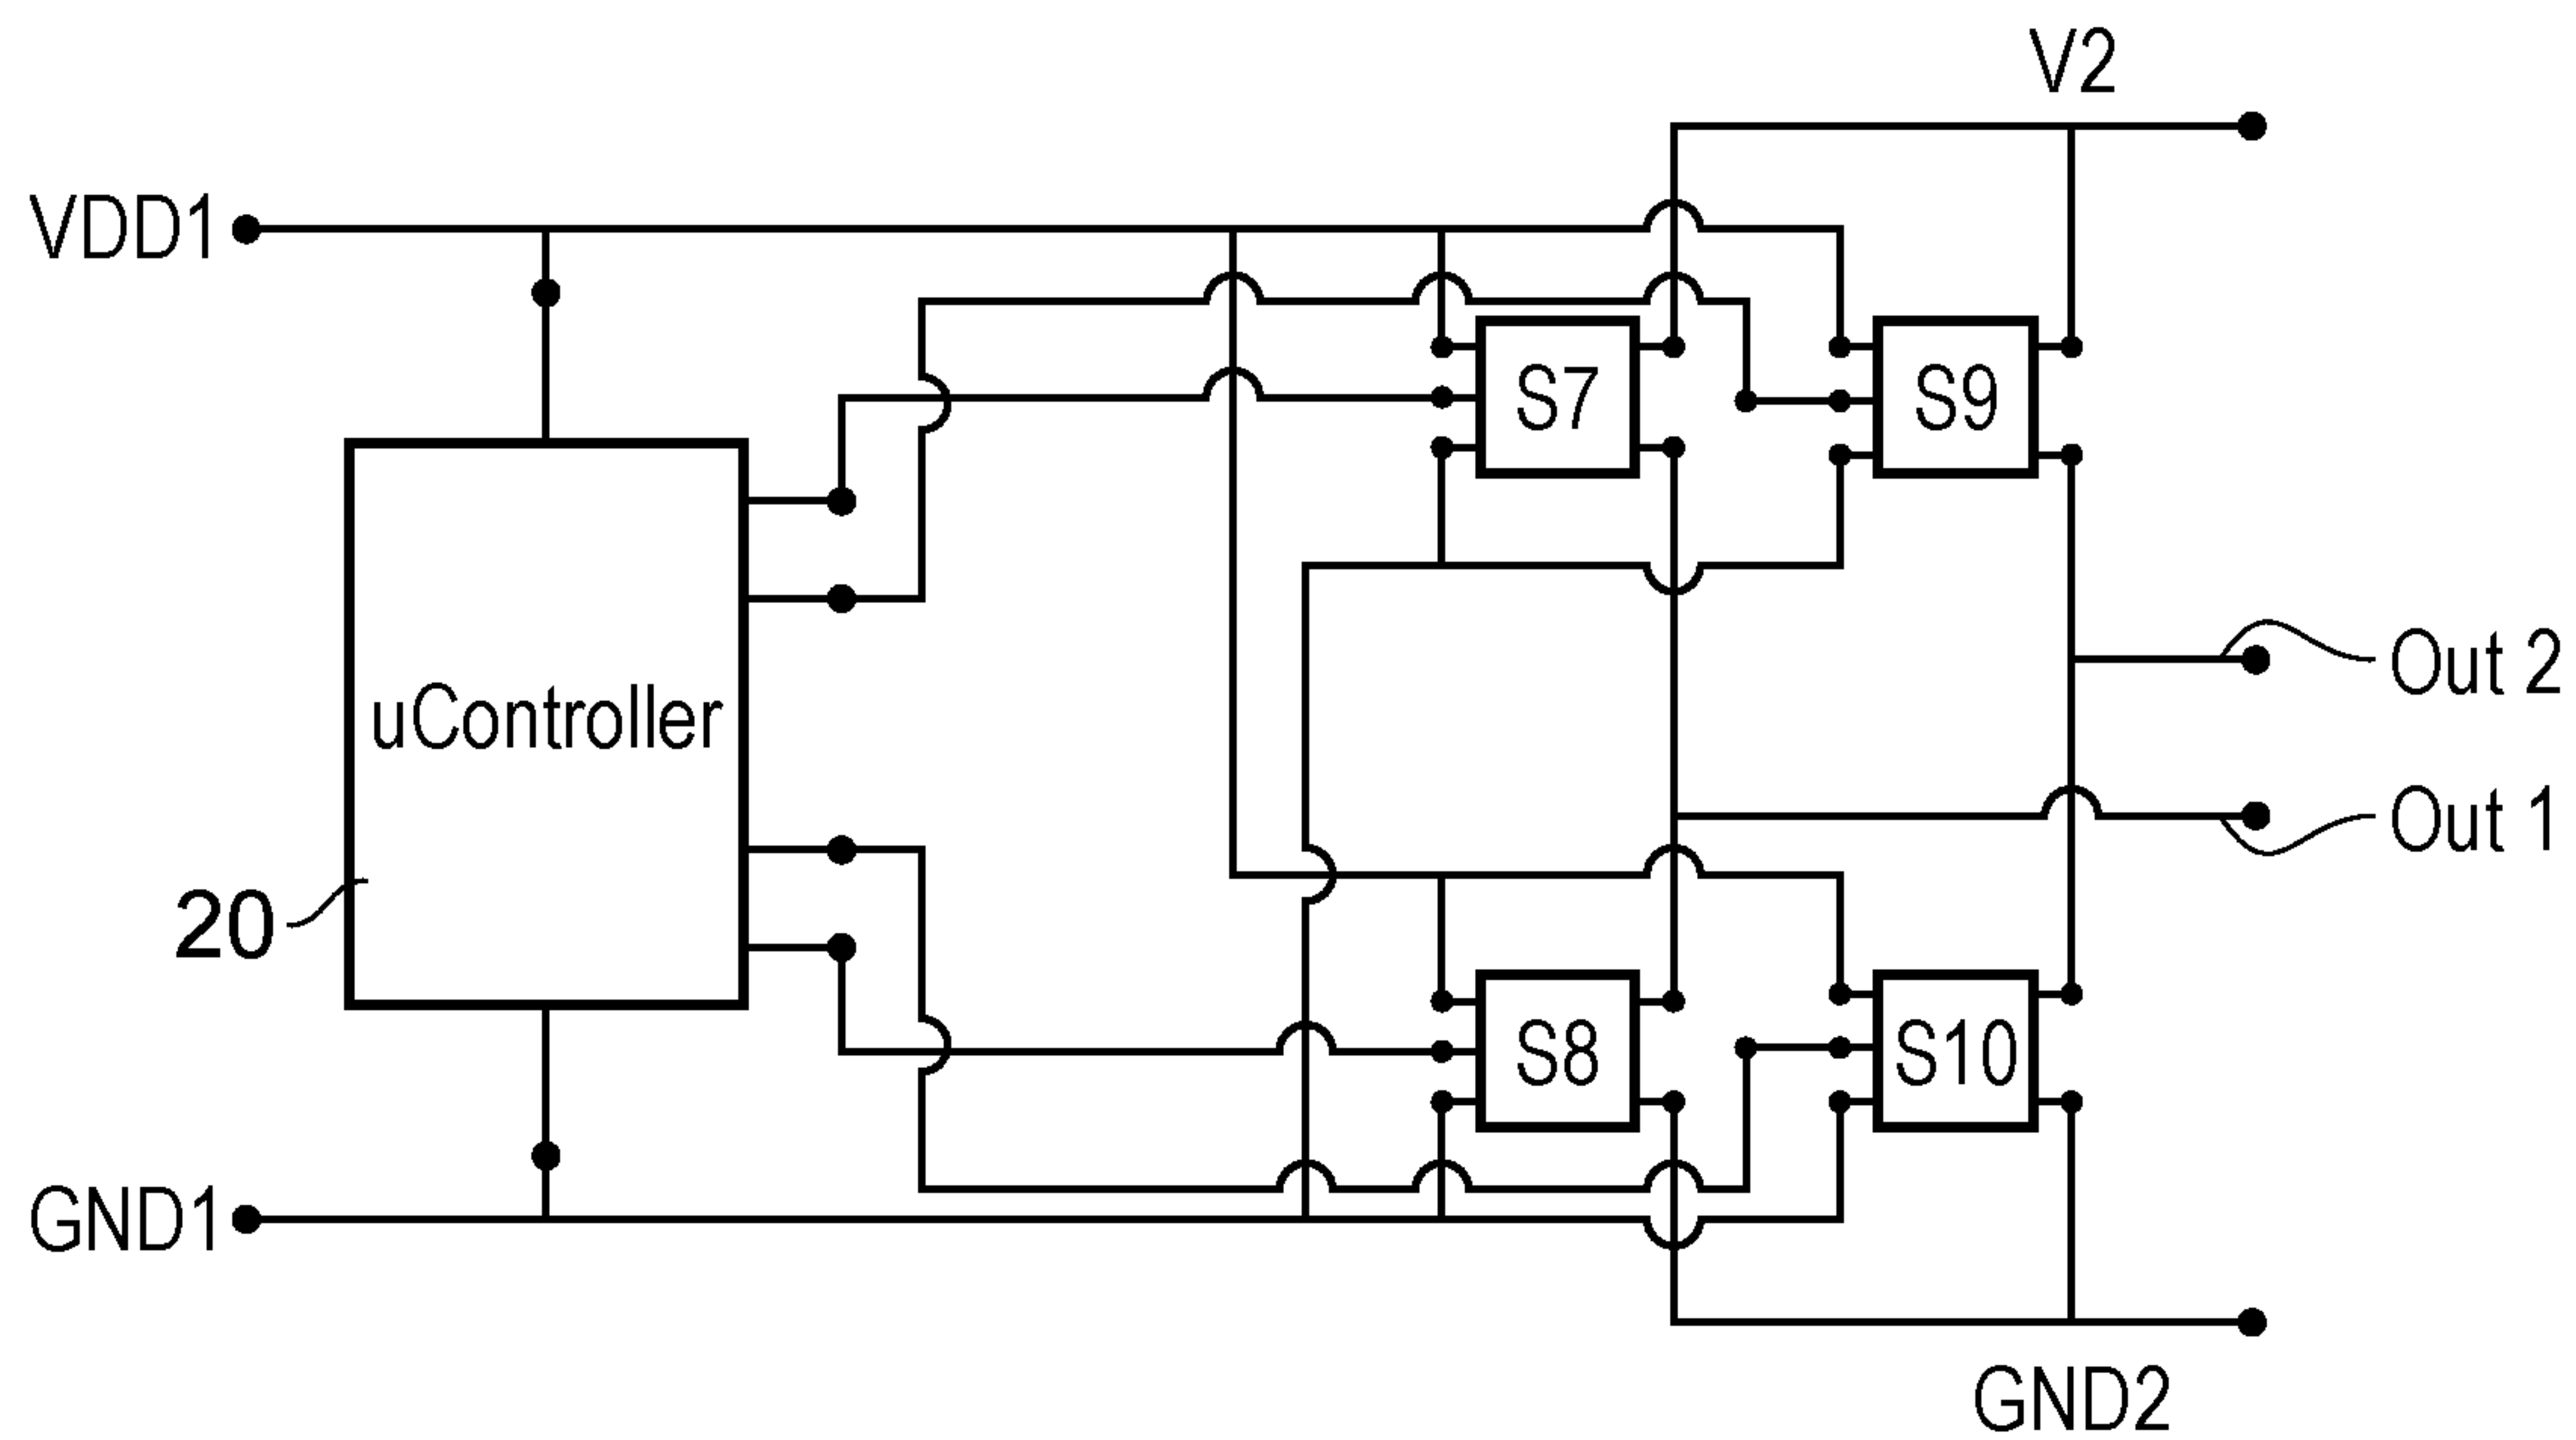 V2
VDD1
S7
S9
Out 2
uController
Out 1
20
S8
S10
GND1
GND2